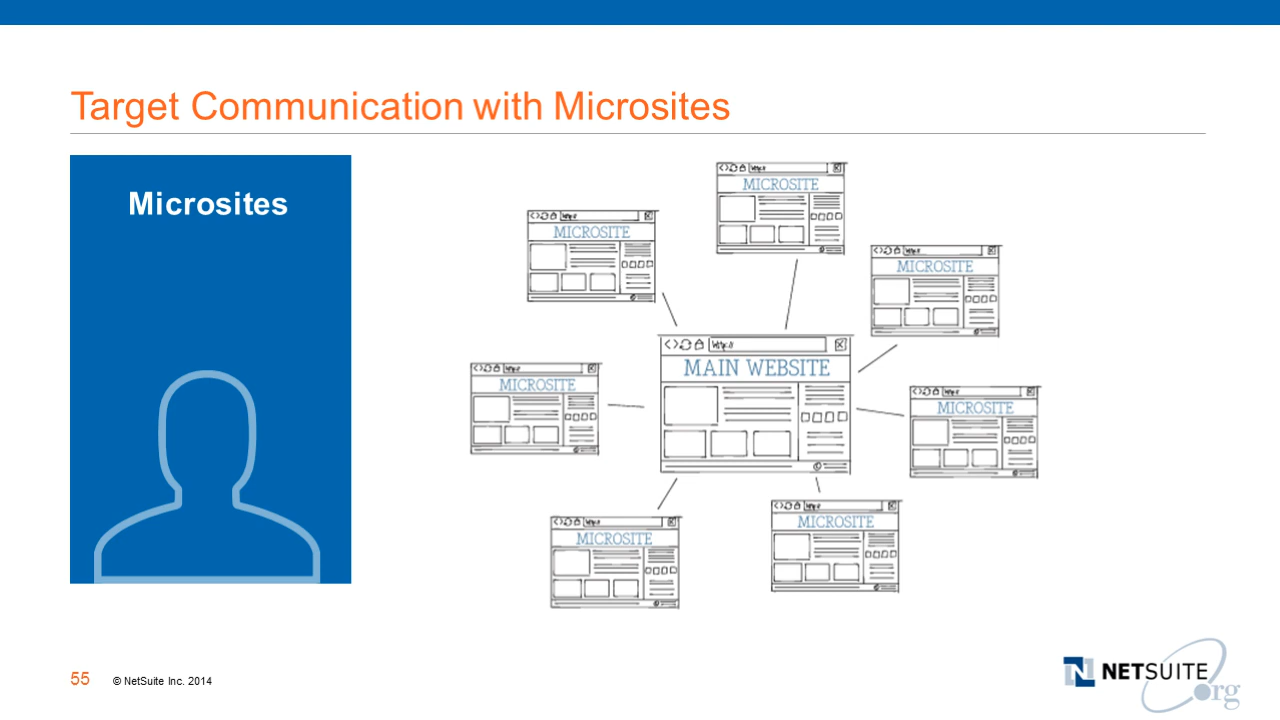 Target Communication with Microsites
Microsites
MICROSITE
MICROSITE
MICROSITE
MAIN WEBSITE
MICROSITE
MICROSITE
MICROSITE
MICROSITE
55
© NetSuite Inc. 2014
NETSUITE
.org